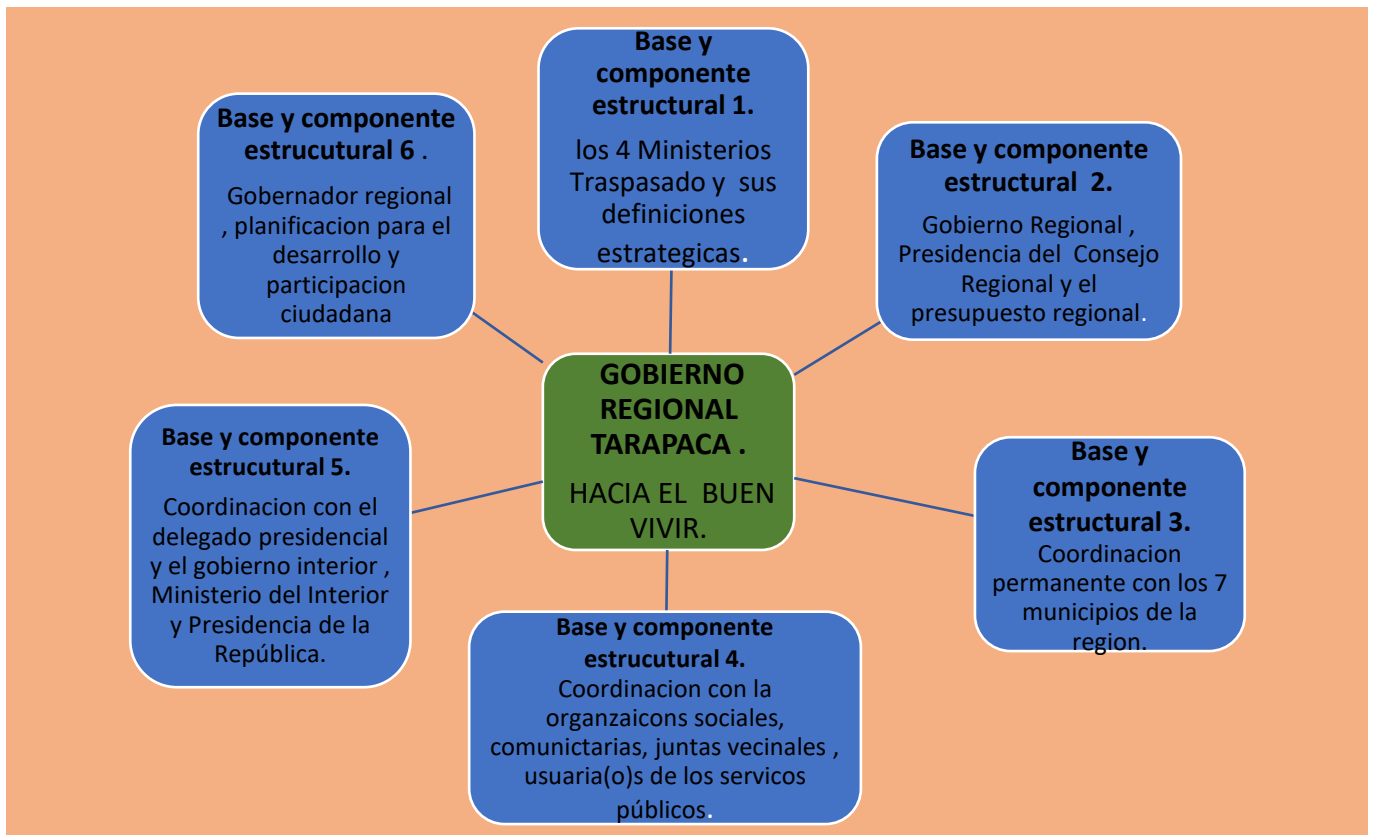 Base y
componente
estructural 1.
los 4 Ministerios
Traspasado y sus
definiciones
estrategicas.
Base y componente
estructural 2.
Gobierno Regional ,
Presidencia del Consejo
Regional y el
presupuesto regional.
Base y
componente
estructural 3.
Coordinacion
permanente con los 7
municipios de la
region.
Base y componente
estrucutural 4.
Coordinacion con la
organzaicons sociales,
comunictarias, juntas vecinales ,
usuaria(o)s de los servicos
públicos.
Base y componente
estrucutural 5.
Coordinacion con el
delegado presidencial
y el gobierno interior ,
Ministerio del Interior
y Presidencia de la
República.
Base y componente
estrucutural 6 .
Gobernador regional
, planificacion para el
desarrollo y
participacion
ciudadana
GOBIERNO
REGIONAL
TARAPACA .
HACIA EL BUEN
VIVIR.